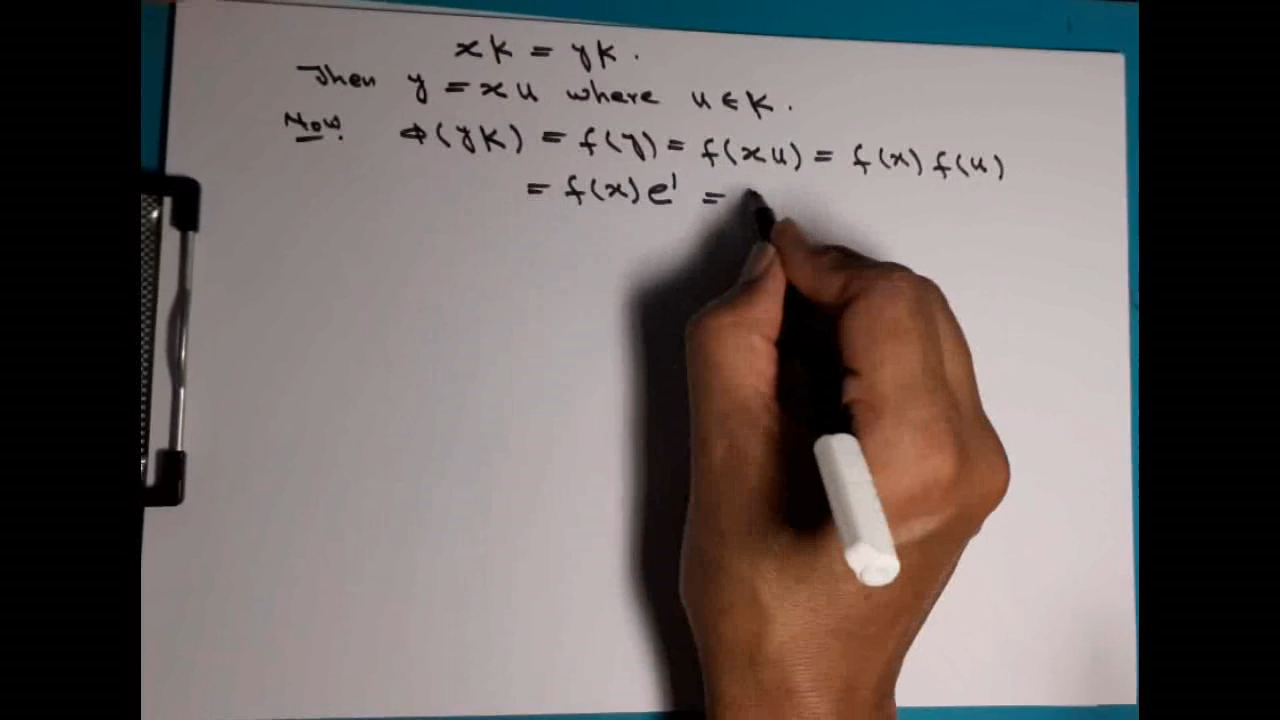 xK = yK.
Then y = xu where u ∈ K.
Now. Φ(yK) = f(y) = f(xu) = f(x) f(u)
= f(x) e' =